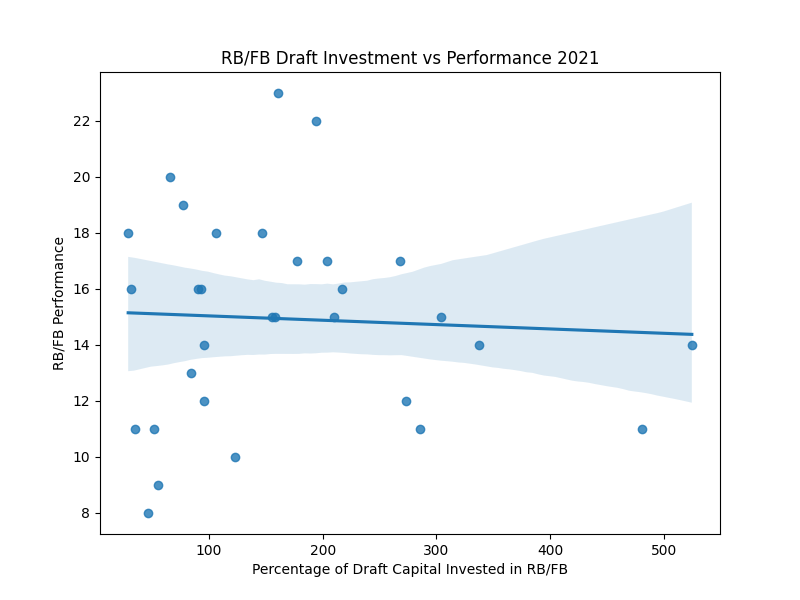 RB/FB Draft Investment vs Performance 2021
RB/FB Performance
22
20
18
16
14
12
10
8
100 200 300 400 500
Percentage of Draft Capital Invested in RB/FB